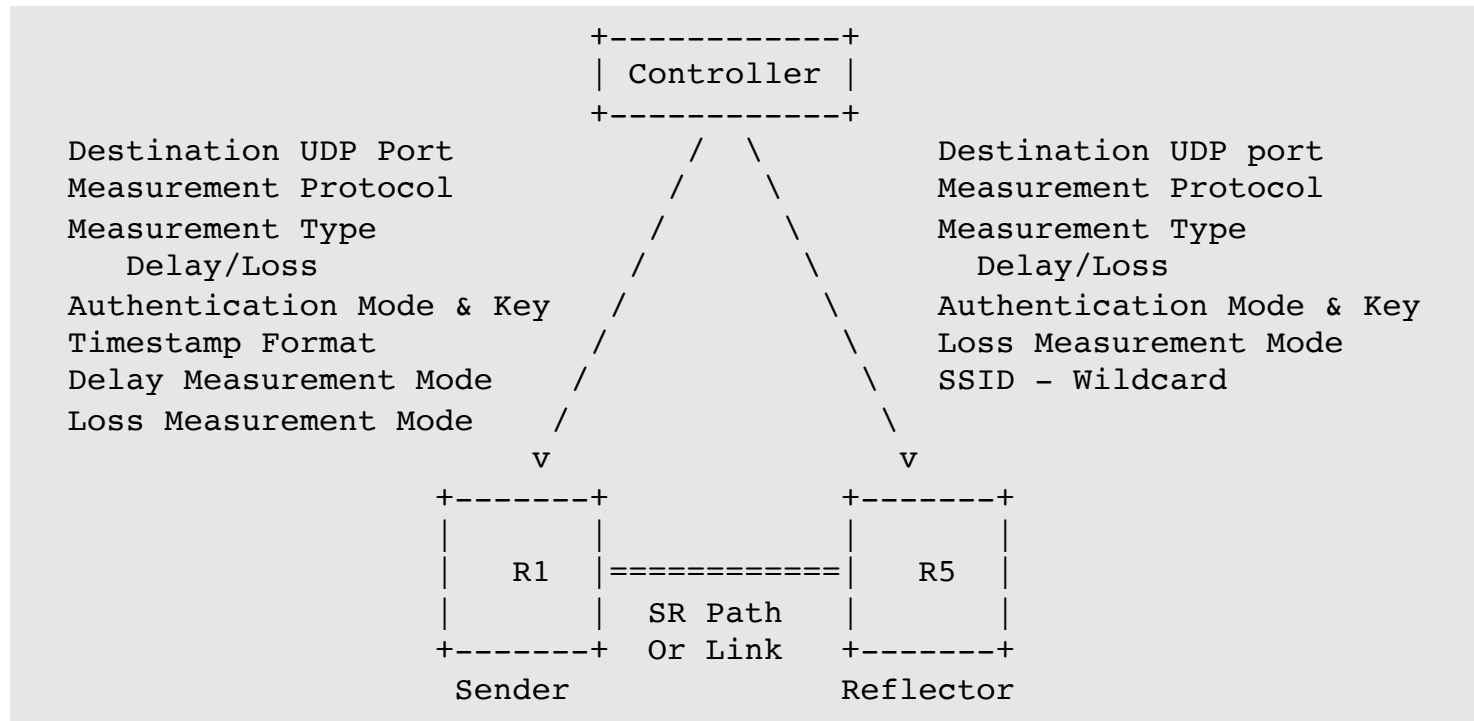 +------------+
| Controller |
+------------+
Destination UDP Port / \ Destination UDP port
Measurement Protocol / \ Measurement Protocol
Measurement Type / \ Measurement Type
Delay/Loss / \ Delay/Loss
Authentication Mode & Key / \ Authentication Mode & Key
Timestamp Format / \ Loss Measurement Mode
Delay Measurement Mode / \ SSID - Wildcard
Loss Measurement Mode / \
v v
+-------+ +-------+
| | | |
| R1 |============| R5 |
| | SR Path | |
+-------+ Or Link +-------+
Sender Reflector